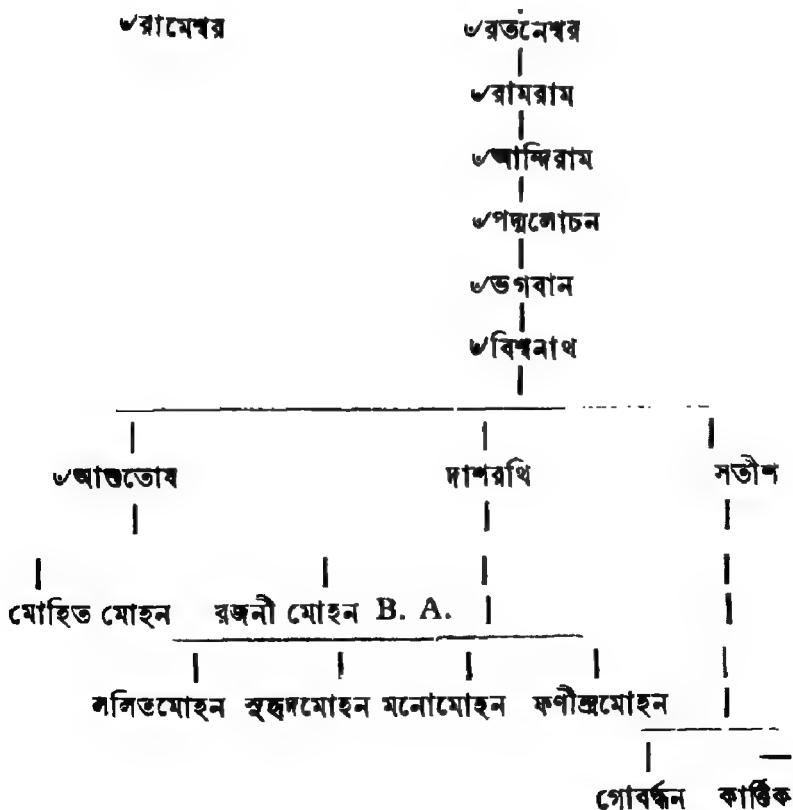 ৺রামেশ্বর ৺রতনেশ্বর
৺রামরাম
৺আন্দিরাম
৺পদ্মলোচন
৺ভগবান
৺বিশ্বনাথ
৺আশুতোষ দাশরথি সতীশ
মোহিত মোহন রজনী মোহন B. A.
ললিতমোহন সুহৃদমোহন মনোমোহন ফণীন্দ্রমোহন
গোবর্দ্ধন কার্ত্তিক